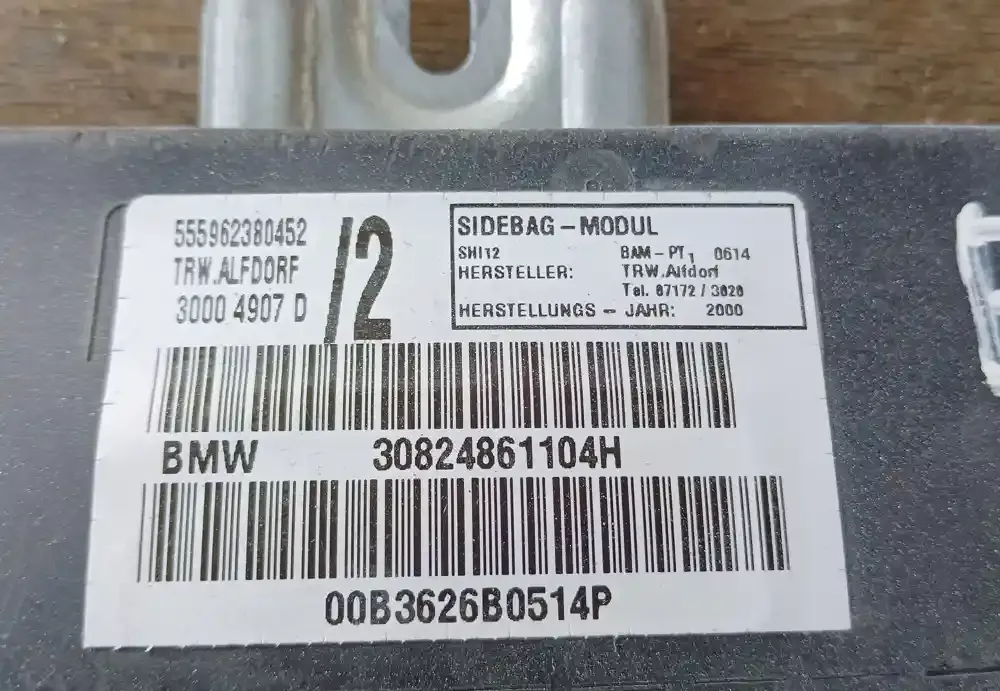 555962380452
TRW.ALFDORF
3000 4907 D
/2
SIDEBAG-MODUL
SHI12 BAM-PT1 0614
HERSTELLER: TRW.Alfdorf
Tel. 07172 / 3020
HERSTELLUNGS - JAHR: 2000
BMW 30824861104H
00B3626B0514P